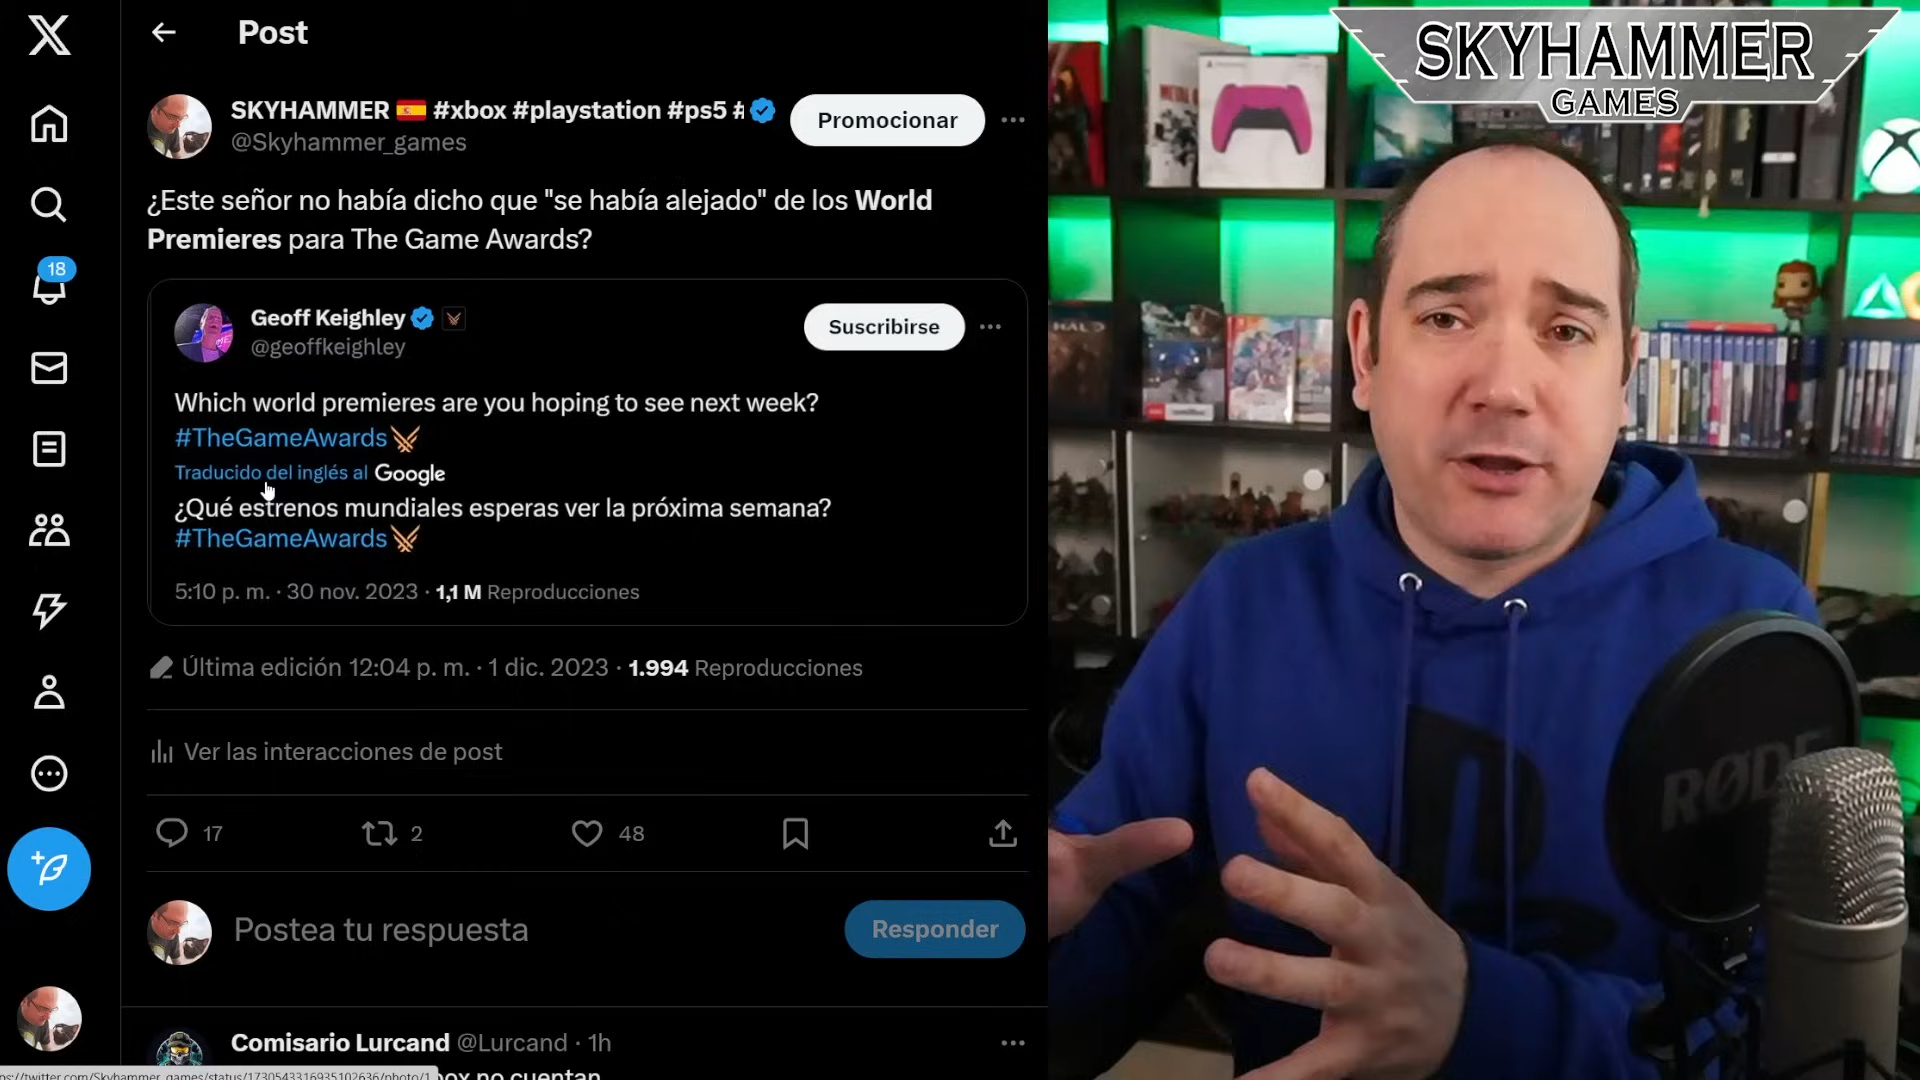 Post
SKYHAMMER 🇪🇸 #xbox #playstation #ps5 #
@Skyhammer_games
Promocionar
¿Este señor no había dicho que "se había alejado" de los World
Premieres para The Game Awards?
Geoff Keighley
@geoffkeighley
Suscribirse
Which world premieres are you hoping to see next week?
#TheGameAwards
Traducido del inglés al Google
¿Qué estrenos mundiales esperas ver la próxima semana?
#TheGameAwards
5:10 p. m. · 30 nov. 2023 · 1,1 M Reproducciones
Última edición 12:04 p. m. · 1 dic. 2023 · 1.994 Reproducciones
Ver las interacciones de post
17 2 48
Postea tu respuesta
Responder
Comisario Lurcand @Lurcand · 1h
no cuentan
18
SKYHAMMER
GAMES
RØDE
HALO